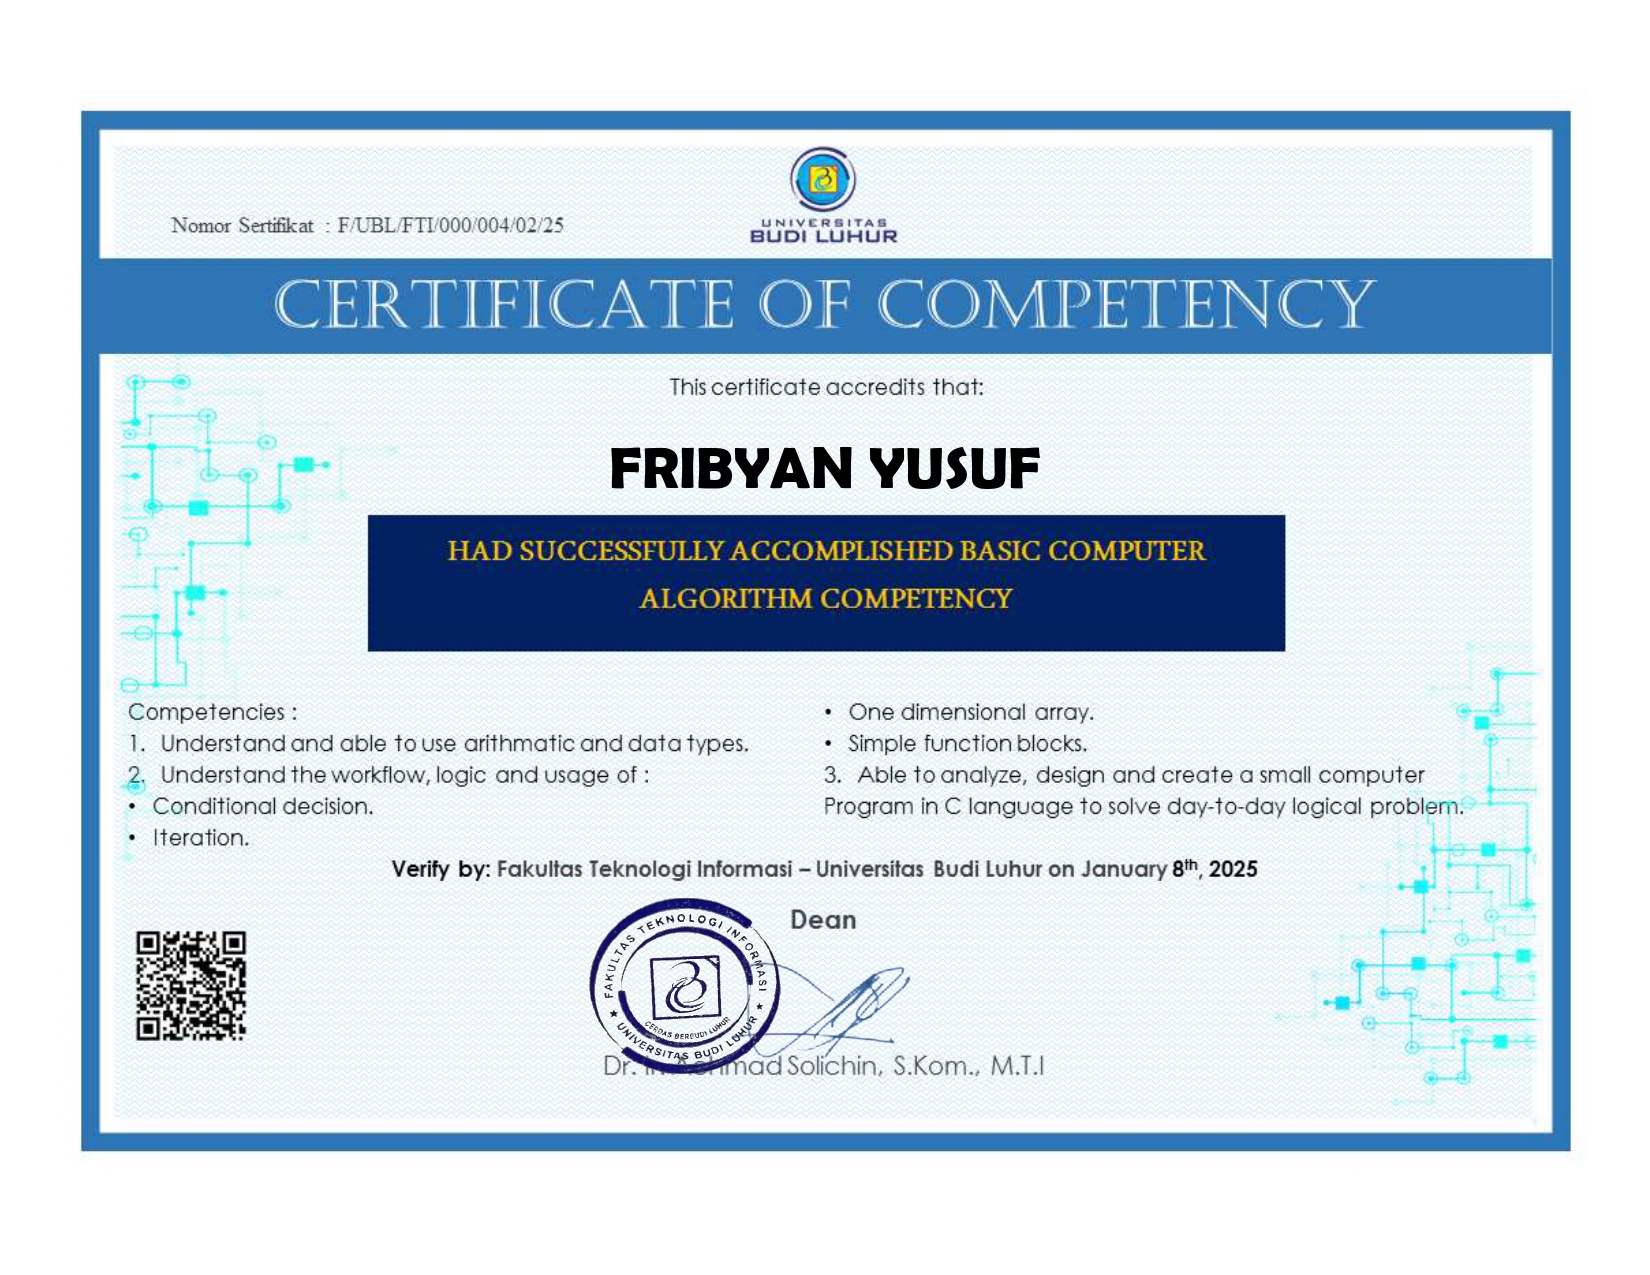 UNIVERSITAS
BUDI LUHUR
Nomor Sertifikat : F/UBL/FTI/000/004/02/25
CERTIFICATE OF COMPETENCY
This certificate accredits that:
FRIBYAN YUSUF
HAD SUCCESSFULLY ACCOMPLISHED BASIC COMPUTER
ALGORITHM COMPETENCY
Competencies :
1. Understand and able to use arithmatic and data types.
2. Understand the workflow, logic and usage of :
• Conditional decision.
• Iteration.
• One dimensional array.
• Simple function blocks.
3. Able to analyze, design and create a small computer
Program in C language to solve day-to-day logical problem.
Verify by: Fakultas Teknologi Informasi – Universitas Budi Luhur on January 8th, 2025
Dean
FAKULTAS TEKNOLOGI INFORMASI
CERDAS BERBUDI LUHUR
UNIVERSITAS BUDI LUHUR
Dr. Solichin, S.Kom., M.T.I